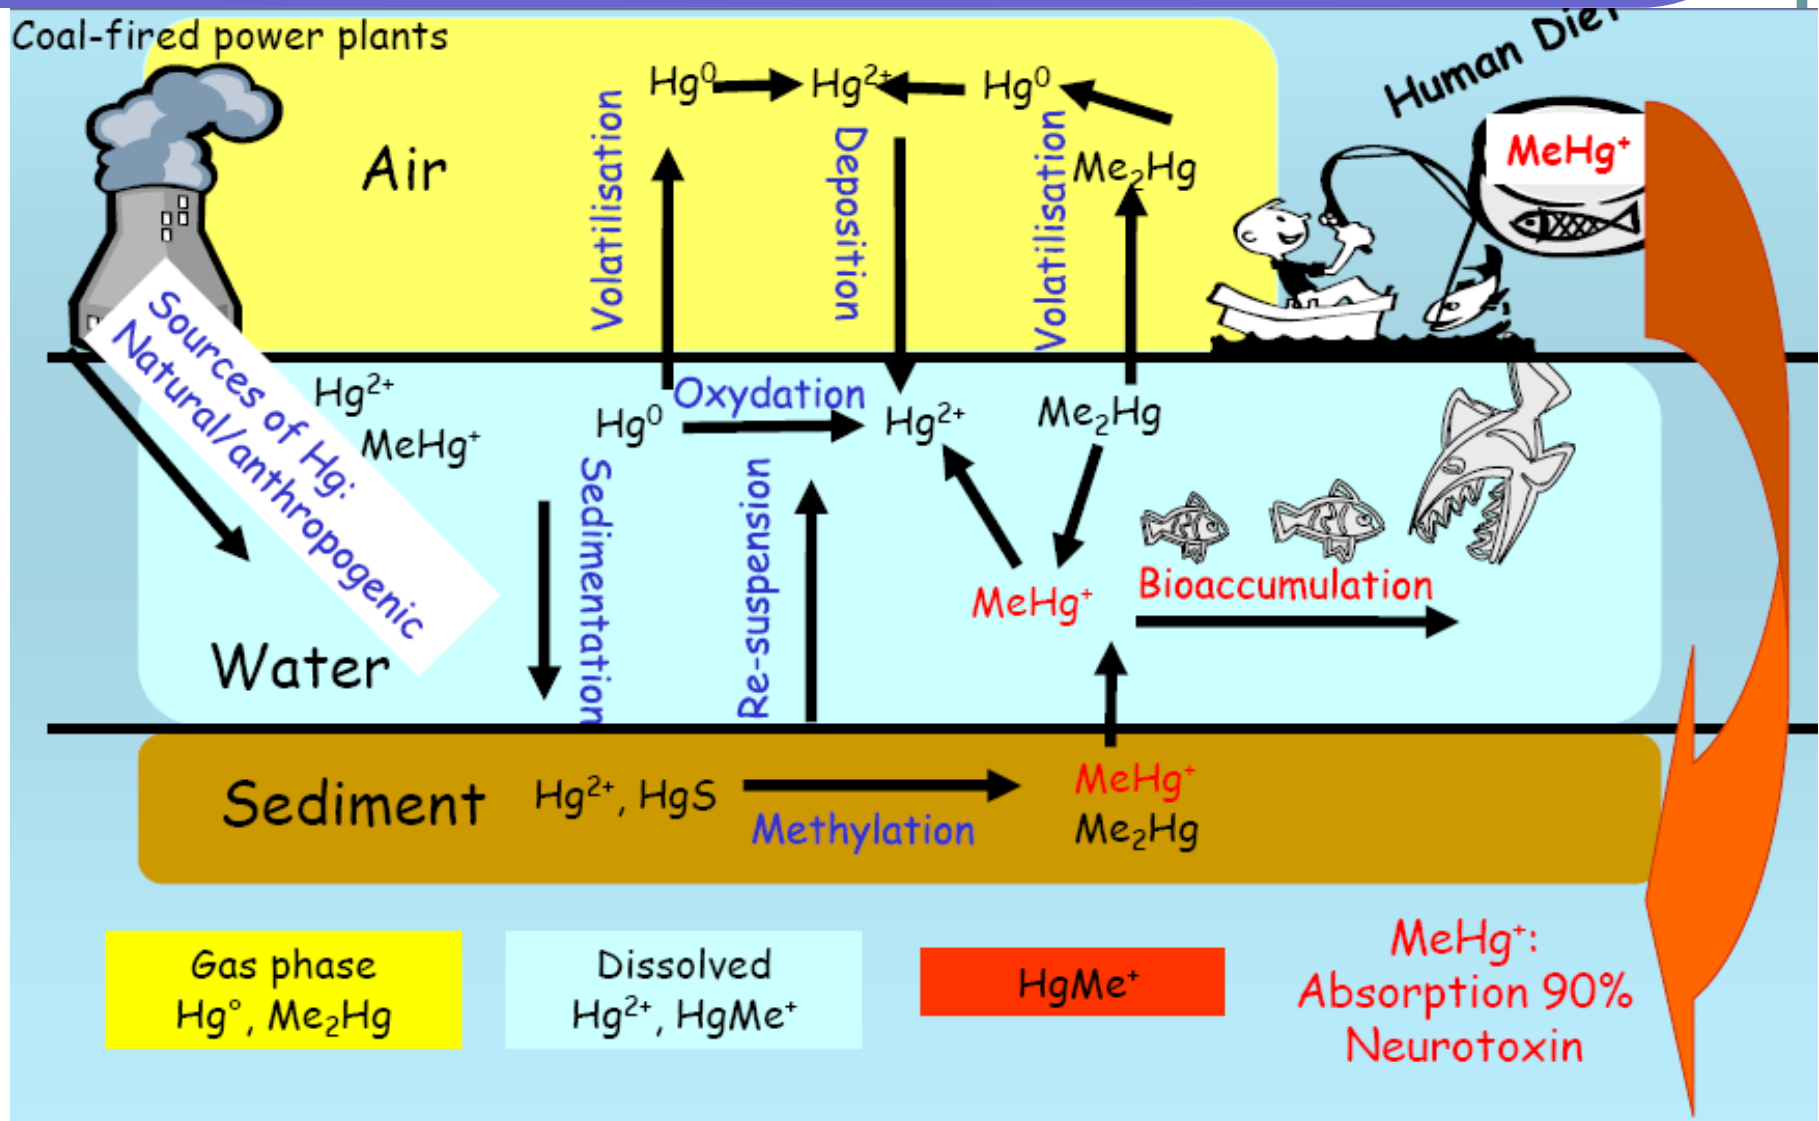 Coal-fired power plants
Human Diet
Hg⁰
Hg²⁺
Hg⁰
MeHg⁺
Air
Volatilisation
Deposition
Volatilisation
Me₂Hg
Sources of Hg:
Natural/anthropogenic
Hg²⁺
MeHg⁺
Hg⁰
Oxydation
Hg²⁺
Me₂Hg
Sedimentation
Re-suspension
MeHg⁺
Bioaccumulation
Water
Sediment
Hg²⁺, HgS
Methylation
MeHg⁺
Me₂Hg
Gas phase
Hg°, Me₂Hg
Dissolved
Hg²⁺, HgMe⁺
HgMe⁺
MeHg⁺:
Absorption 90%
Neurotoxin